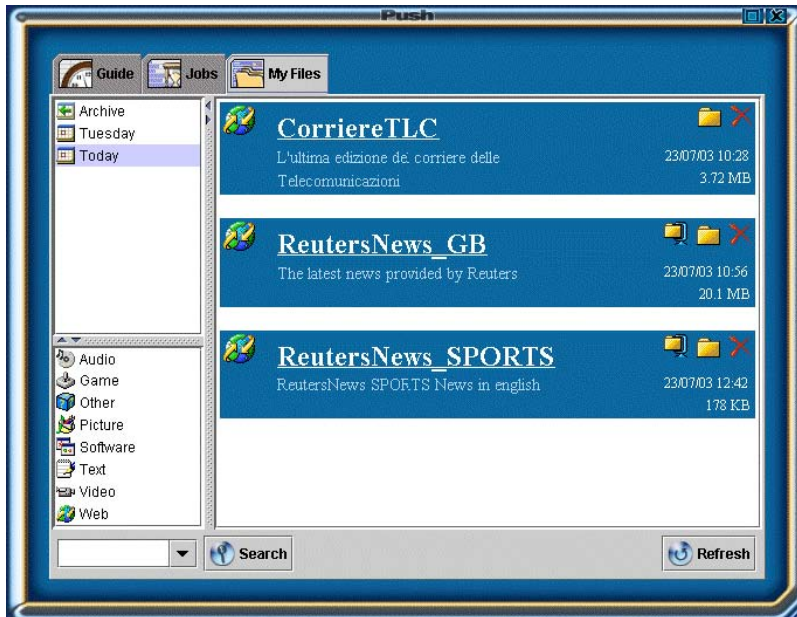 Push
Guide
Jobs
My Files
Archive
Tuesday
Today
Audio
Game
Other
Picture
Software
Text
Video
Web
CorriereTLC
L'ultima edizione del corriere delle
Telecomunicazioni
23/07/03 10:28
3.72 MB
ReutersNews_GB
The latest news provided by Reuters
23/07/03 10:56
20.1 MB
ReutersNews_SPORTS
ReutersNews SPORTS News in english
23/07/03 12:42
178 KB
Search
Refresh